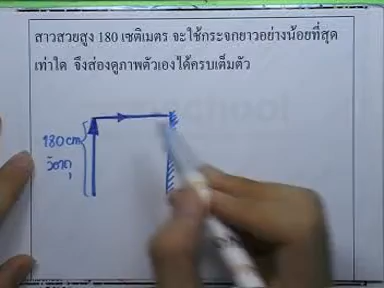 สาวสวยสูง 180 เซติเมตร จะใช้กระจกยาวอย่างน้อยที่สุด
เท่าใด จึงส่องดูภาพตัวเองได้ครบเต็มตัว
180 cm
วัตถุ